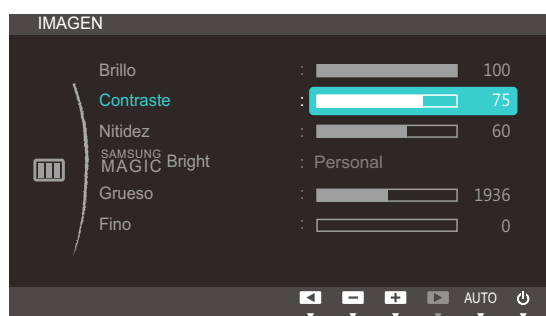 IMAGEN
Brillo : 100
Contraste : 75
Nitidez : 60
SAMSUNG MAGIC Bright : Personal
Grueso : 1936
Fino : 0
AUTO